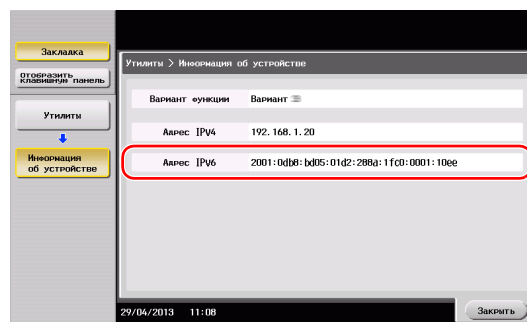 Закладка
Отобразить
клавишную панель
Утилиты
Информация
об устройстве
Утилиты > Информация об устройстве
Вариант функции Вариант
Адрес IPV4 192.168.1.20
Адрес IPV6 2001:0db8:bd05:01d2:288a:1fc0:0001:10ee
29/04/2013 11:08
Закрыть